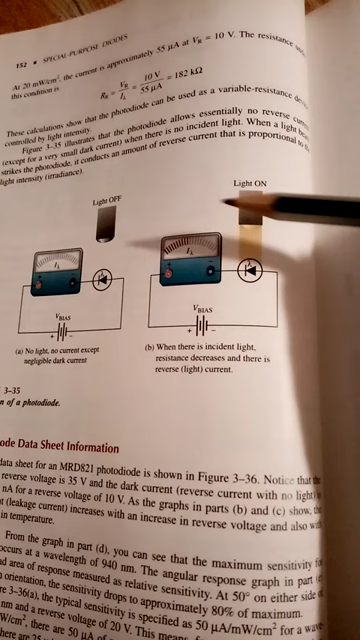 152 ◆ SPECIAL-PURPOSE DIODES
At 20 mW/cm², the current is approximately 55 μA at V_R = 10 V. The resistance
this condition is
R_R = V_R / I_λ = 10 V / 55 μA = 182 kΩ
These calculations show that the photodiode can be used as a variable-resistance
controlled by light intensity.
Figure 3–35 illustrates that the photodiode allows essentially no reverse
(except for a very small dark current) when there is no incident light. When a light
strikes the photodiode, it conducts an amount of reverse current that is proportional to
light intensity (irradiance).
Light OFF
Light ON
I_λ
I_λ
λ
λ
V_BIAS
+ –
V_BIAS
+ –
(a) No light, no current except
negligible dark current
(b) When there is incident light,
resistance decreases and there is
reverse (light) current.
3–35
n of a photodiode.
ode Data Sheet Information
data sheet for an MRD821 photodiode is shown in Figure 3–36. Notice that
reverse voltage is 35 V and the dark current (reverse current with no light)
nA for a reverse voltage of 10 V. As the graphs in parts (b) and (c) show,
(leakage current) increases with an increase in reverse voltage and also with
in temperature.
From the graph in part (d), you can see that the maximum sensitivity
occurs at a wavelength of 940 nm. The angular response graph in part
ad area of response measured as relative sensitivity. At 50° on either side
orientation, the sensitivity drops to approximately 80% of maximum.
re 3–36(a), the typical sensitivity is specified as 50 μA/mW/cm² for a
nm and a reverse voltage of 20 V. This means
W/cm², there are 50 μA of